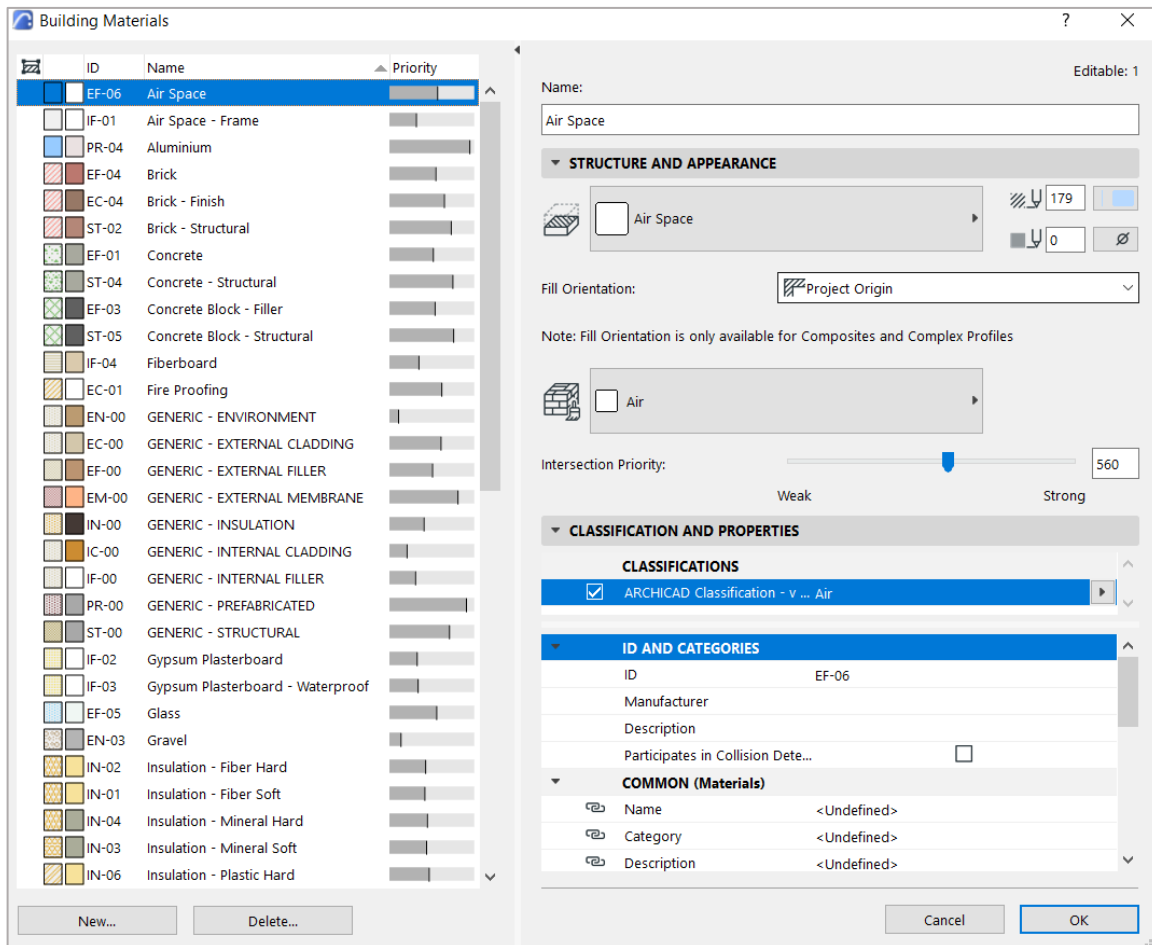 Building Materials ? ×
ID Name Priority
EF-06 Air Space
IF-01 Air Space - Frame
PR-04 Aluminium
EF-04 Brick
EC-04 Brick - Finish
ST-02 Brick - Structural
EF-01 Concrete
ST-04 Concrete - Structural
EF-03 Concrete Block - Filler
ST-05 Concrete Block - Structural
IF-04 Fiberboard
EC-01 Fire Proofing
EN-00 GENERIC - ENVIRONMENT
EC-00 GENERIC - EXTERNAL CLADDING
EF-00 GENERIC - EXTERNAL FILLER
EM-00 GENERIC - EXTERNAL MEMBRANE
IN-00 GENERIC - INSULATION
IC-00 GENERIC - INTERNAL CLADDING
IF-00 GENERIC - INTERNAL FILLER
PR-00 GENERIC - PREFABRICATED
ST-00 GENERIC - STRUCTURAL
IF-02 Gypsum Plasterboard
IF-03 Gypsum Plasterboard - Waterproof
EF-05 Glass
EN-03 Gravel
IN-02 Insulation - Fiber Hard
IN-01 Insulation - Fiber Soft
IN-04 Insulation - Mineral Hard
IN-03 Insulation - Mineral Soft
IN-06 Insulation - Plastic Hard
New... Delete...
Editable: 1
Name:
Air Space
STRUCTURE AND APPEARANCE
Air Space 179
0
Fill Orientation: Project Origin
Note: Fill Orientation is only available for Composites and Complex Profiles
Air
Intersection Priority: 560
Weak Strong
CLASSIFICATION AND PROPERTIES
CLASSIFICATIONS
ARCHICAD Classification - v ... Air
ID AND CATEGORIES
ID EF-06
Manufacturer
Description
Participates in Collision Dete...
COMMON (Materials)
Name <Undefined>
Category <Undefined>
Description <Undefined>
Cancel OK